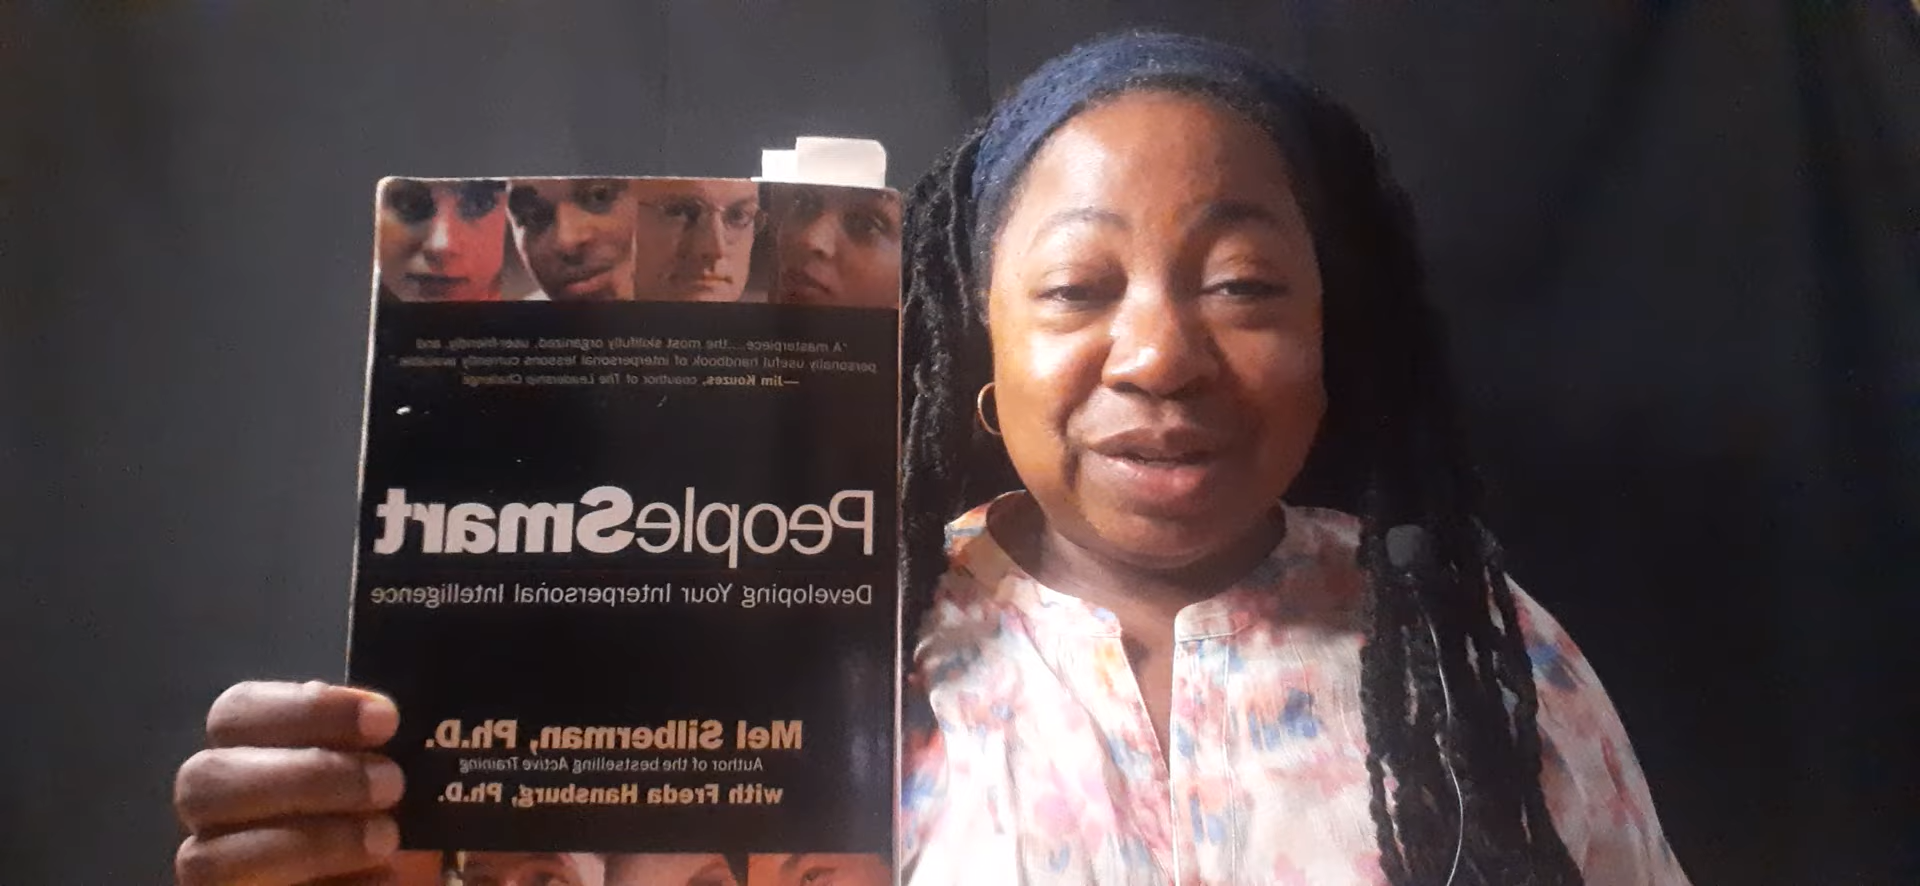 "A masterpiece....the most skillfully organized, user-friendly, and
personally useful handbook of interpersonal lessons currently available."
—Jim Kouzes, coauthor of The Leadership Challenge
PeopleSmart
Developing Your Interpersonal Intelligence
Mel Silberman, Ph.D.
Author of the bestselling Active Training
with Freda Hansburg, Ph.D.